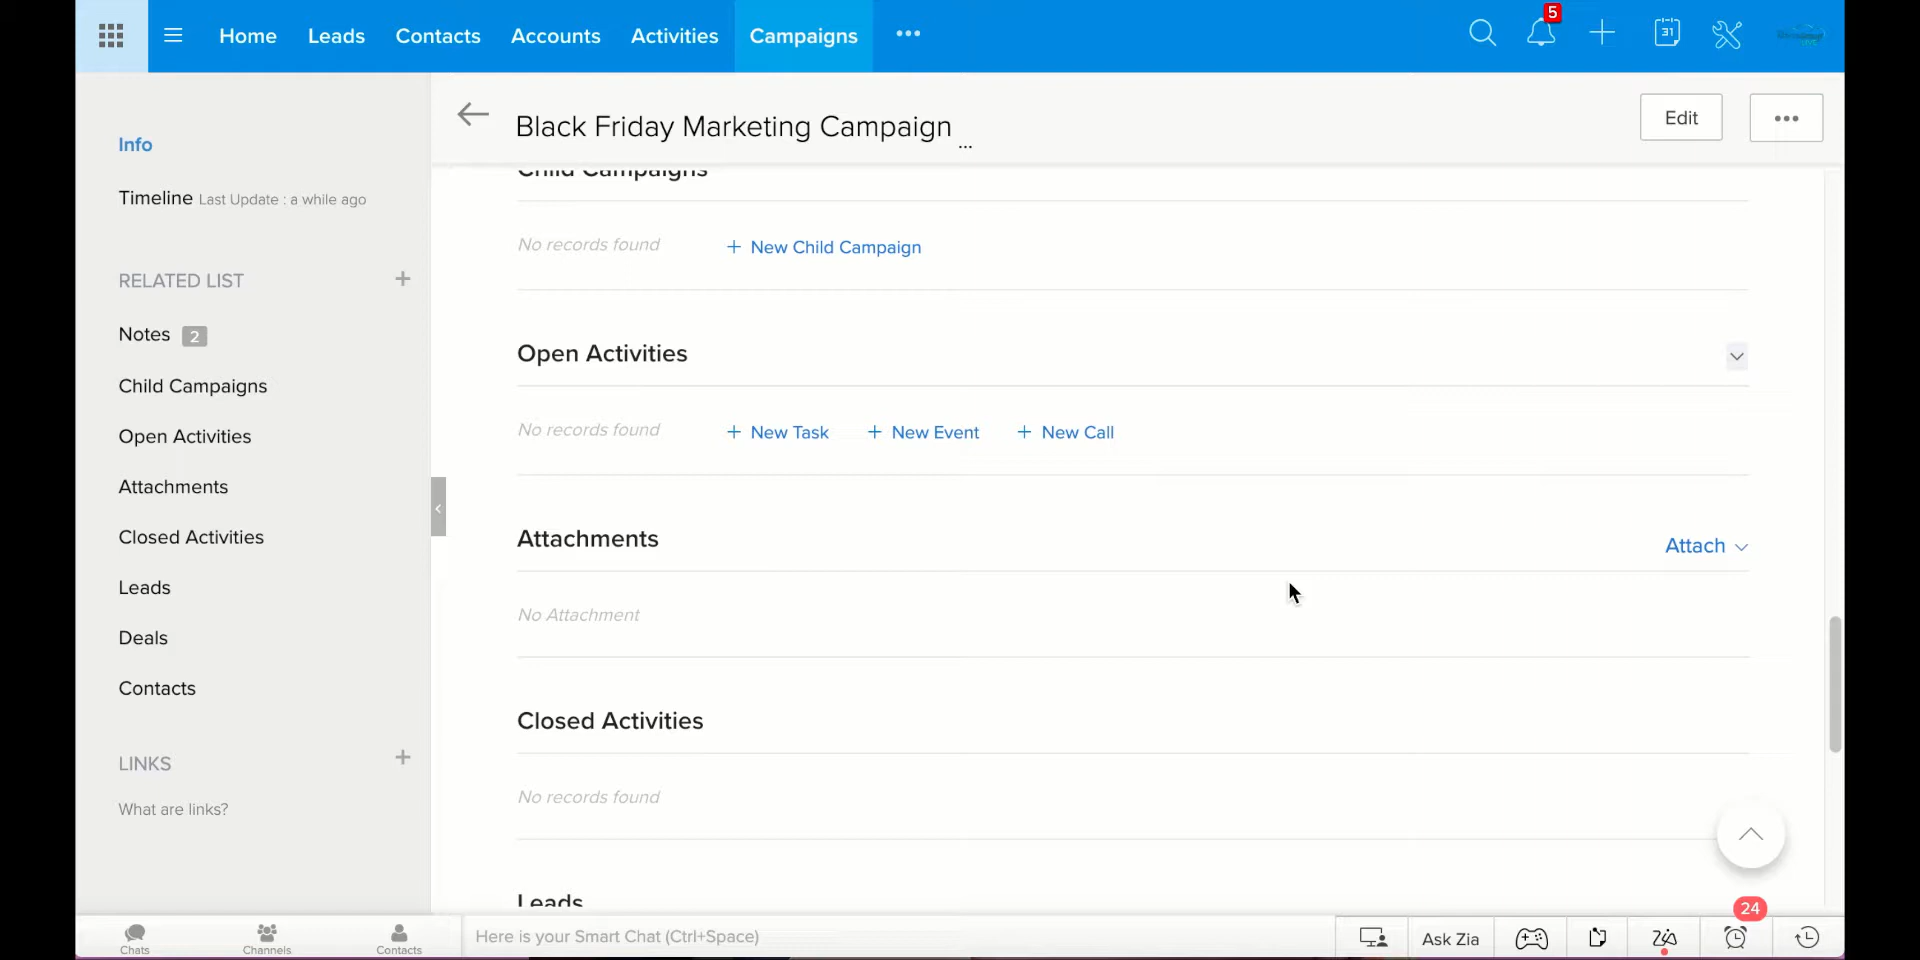 Home Leads Contacts Accounts Activities Campaigns ••• 5 31
Black Friday Marketing Campaign ...
Edit •••
Info
Timeline Last Update : a while ago
RELATED LIST +
Notes 2
Child Campaigns
Open Activities
Attachments
Closed Activities
Leads
Deals
Contacts
LINKS +
What are links?
Child Campaigns
No records found + New Child Campaign
Open Activities
No records found + New Task + New Event + New Call
Attachments
Attach
No Attachment
Closed Activities
No records found
Leads
24
Chats Channels Contacts
Here is your Smart Chat (Ctrl+Space)
Ask Zia